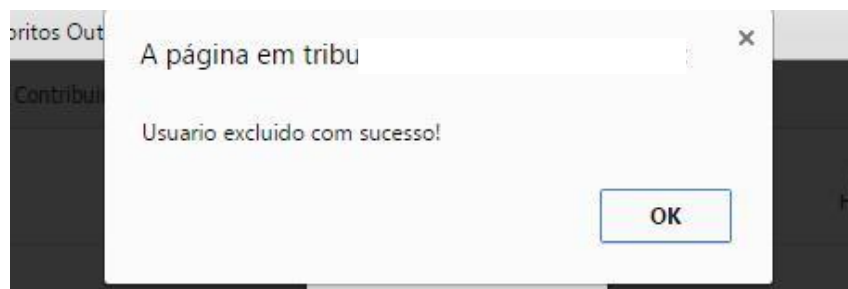 oritos Out
A página em tribu
×
Contribui
Usuario excluido com sucesso!
OK